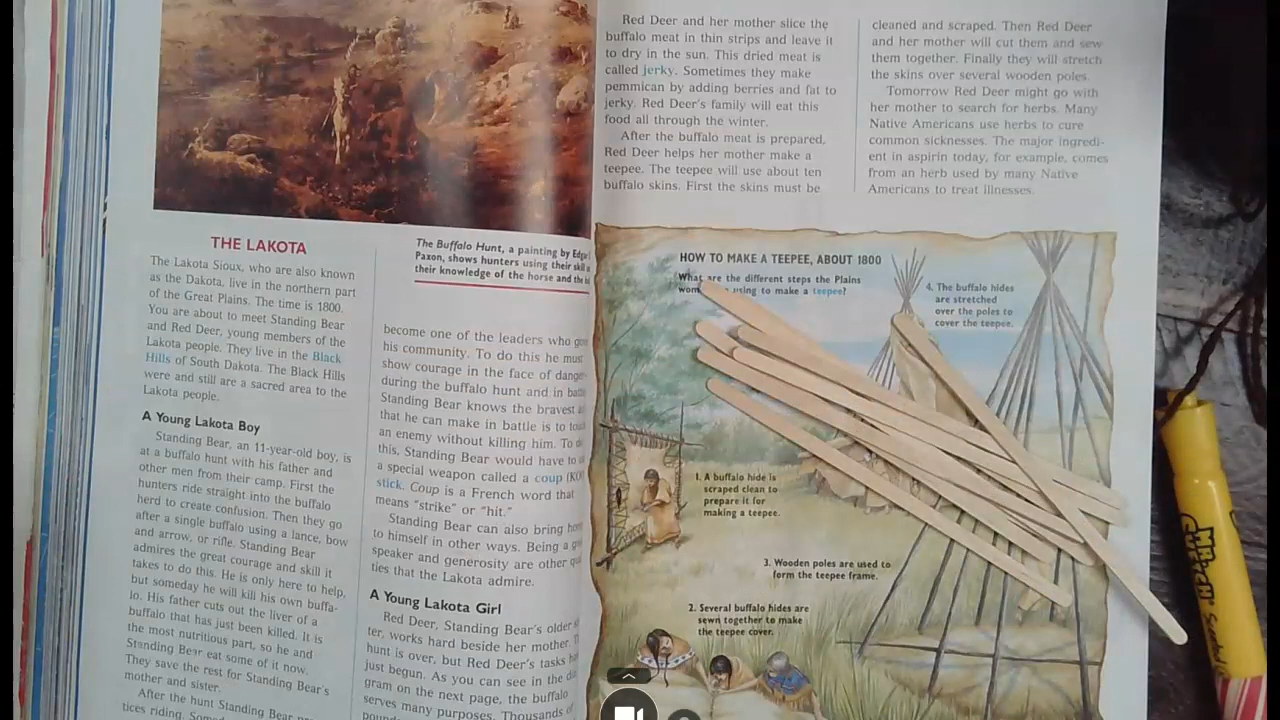 THE LAKOTA
The Lakota Sioux, who are also known
as the Dakota, live in the northern part
of the Great Plains. The time is 1800.
You are about to meet Standing Bear
and Red Deer, young members of the
Lakota people. They live in the Black
Hills of South Dakota. The Black Hills
were and still are a sacred area to the
Lakota people.
A Young Lakota Boy
Standing Bear, an 11-year-old boy, is
at a buffalo hunt with his father and
other men from their camp. First the
hunters ride straight into the buffalo
herd to create confusion. Then they go
after a single buffalo using a lance, bow
and arrow, or rifle. Standing Bear
admires the great courage and skill it
takes to do this. He is only here to help,
but someday he will kill his own buffa-
lo. His father cuts out the liver of a
buffalo that has just been killed. It is
the most nutritious part, so he and
Standing Bear eat some of it now.
They save the rest for Standing Bear's
mother and sister.
After the hunt Standing Bear
tices riding.
The Buffalo Hunt, a painting by
Paxon, shows hunters using their
their knowledge of the horse and the
become one of the leaders who
his community. To do this he must
show courage in the face of
during the buffalo hunt and in
Standing Bear knows the bravest
that he can make in battle is to
an enemy without killing him. To
this, Standing Bear would have to
a special weapon called a coup
stick. Coup is a French word that
means "strike" or "hit."
Standing Bear can also bring
to himself in other ways. Being a
speaker and generosity are other
ties that the Lakota admire.
A Young Lakota Girl
Red Deer, Standing Bear's older
ter, works hard beside her mother.
hunt is over, but Red Deer's tasks
just begun. As you can see in the
gram on the next page, the buffalo
serves many purposes. Thousands of
Red Deer and her mother slice the
buffalo meat in thin strips and leave it
to dry in the sun. This dried meat is
called jerky. Sometimes they make
pemmican by adding berries and fat to
jerky. Red Deer's family will eat this
food all through the winter.
After the buffalo meat is prepared,
Red Deer helps her mother make a
teepee. The teepee will use about ten
buffalo skins. First the skins must be
cleaned and scraped. Then Red Deer
and her mother will cut them and sew
them together. Finally they will stretch
the skins over several wooden poles.
Tomorrow Red Deer might go with
her mother to search for herbs. Many
Native Americans use herbs to cure
common sicknesses. The major ingredi-
ent in aspirin today, for example, comes
from an herb used by many Native
Americans to treat illnesses.
HOW TO MAKE A TEEPEE, ABOUT 1800
What are the different steps the Plains
using to make a teepee?
4. The buffalo hides
are stretched
over the poles to
cover the teepee.
1. A buffalo hide is
scraped clean to
prepare it for
making a teepee.
3. Wooden poles are used to
form the teepee frame.
2. Several buffalo hides are
sewn together to make
the teepee cover.